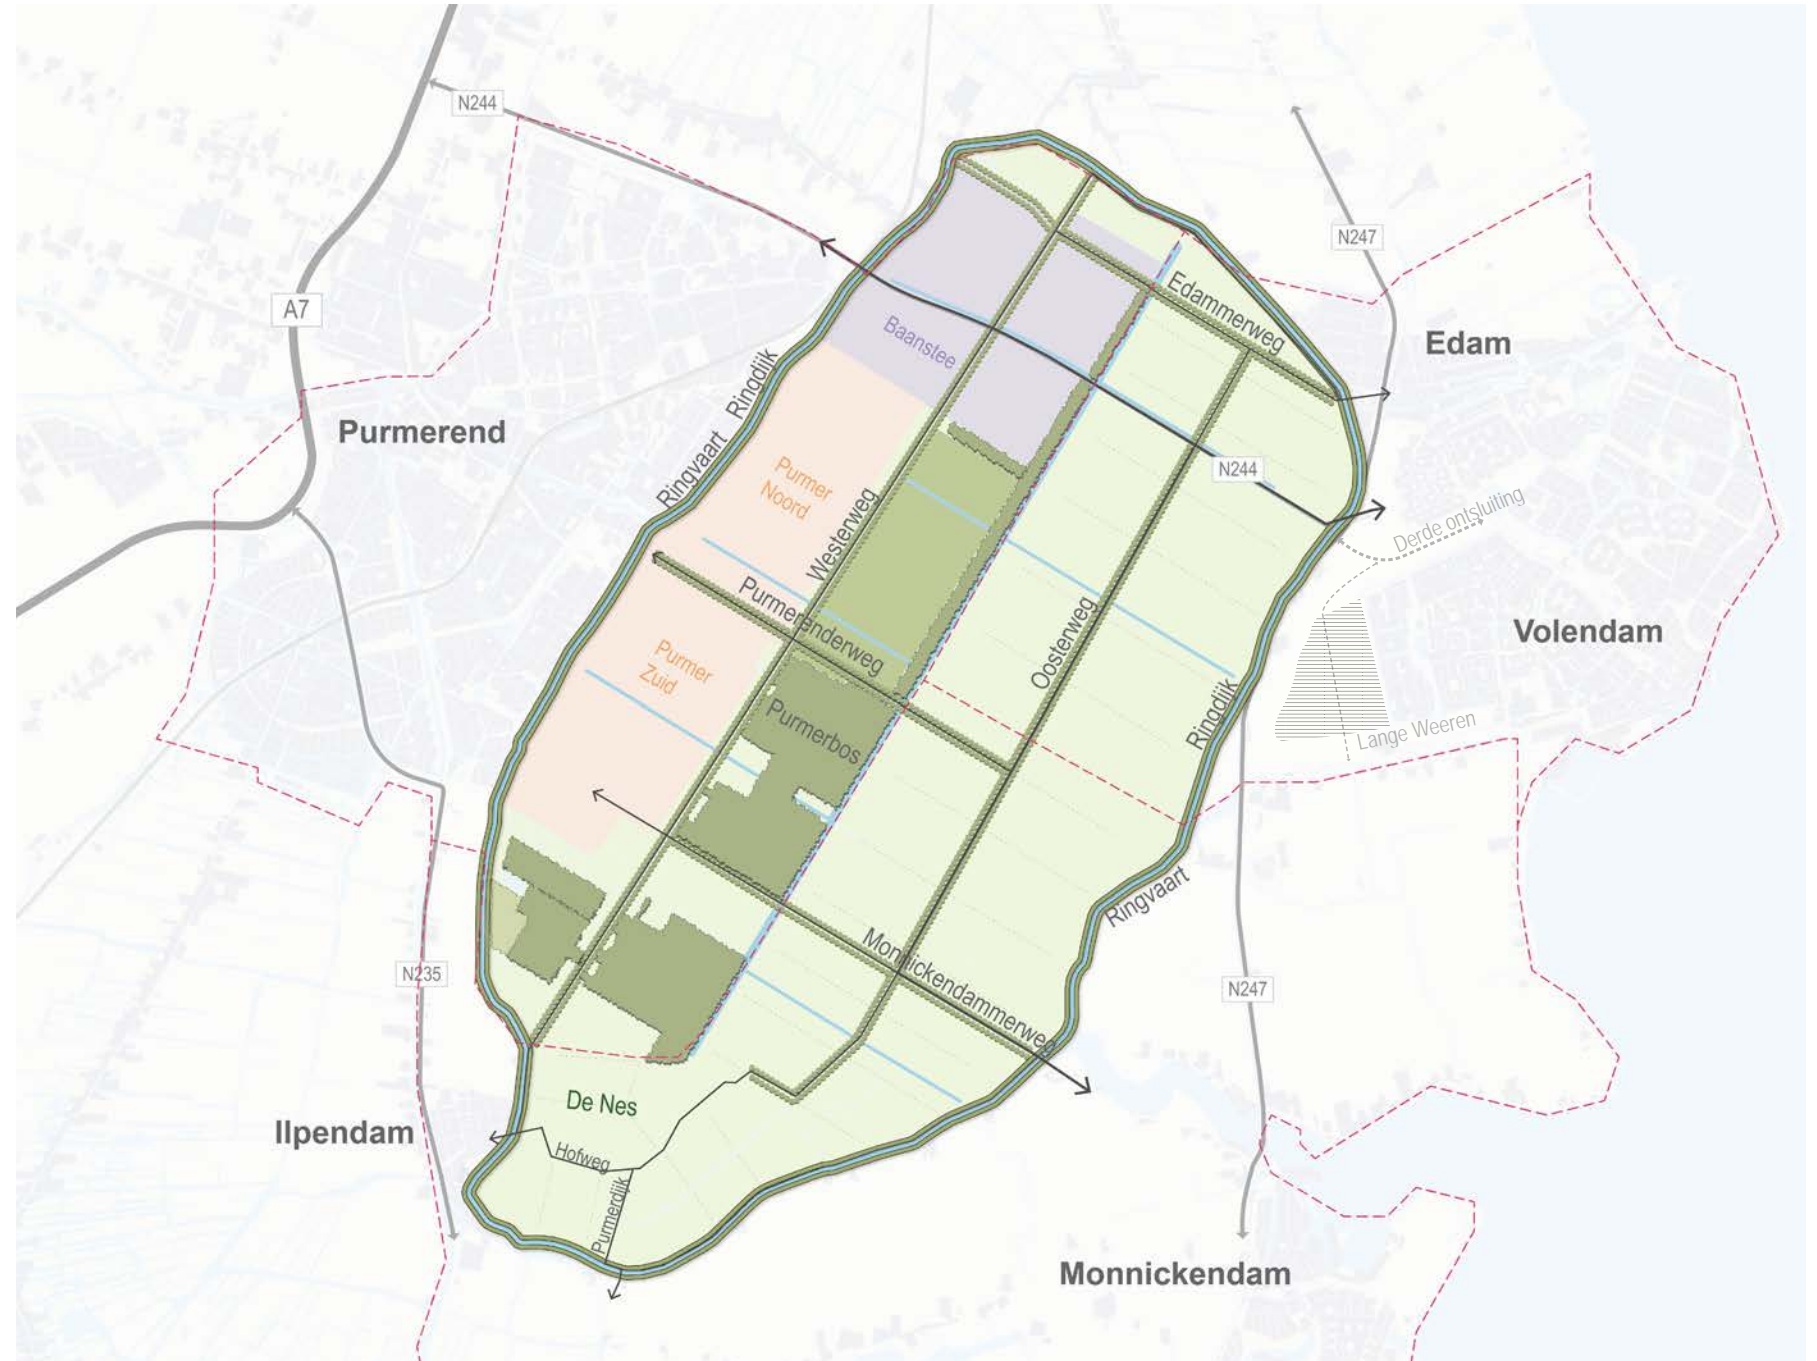 N244
N247
A7
Edam
Edammerweg
Baanstee
Purmerend
Ringdijk
Ringvaart
Purmer
Noord
Westerweg
N244
Derde ontsluiting
Purmerenderweg
Oosterweg
Volendam
Purmer
Zuid
Purmerbos
Ringdijk
Lange Weeren
Ringvaart
Monnickendammerweg
N235
N247
De Nes
Ilpendam
Hofweg
Purmerdijk
Monnickendam